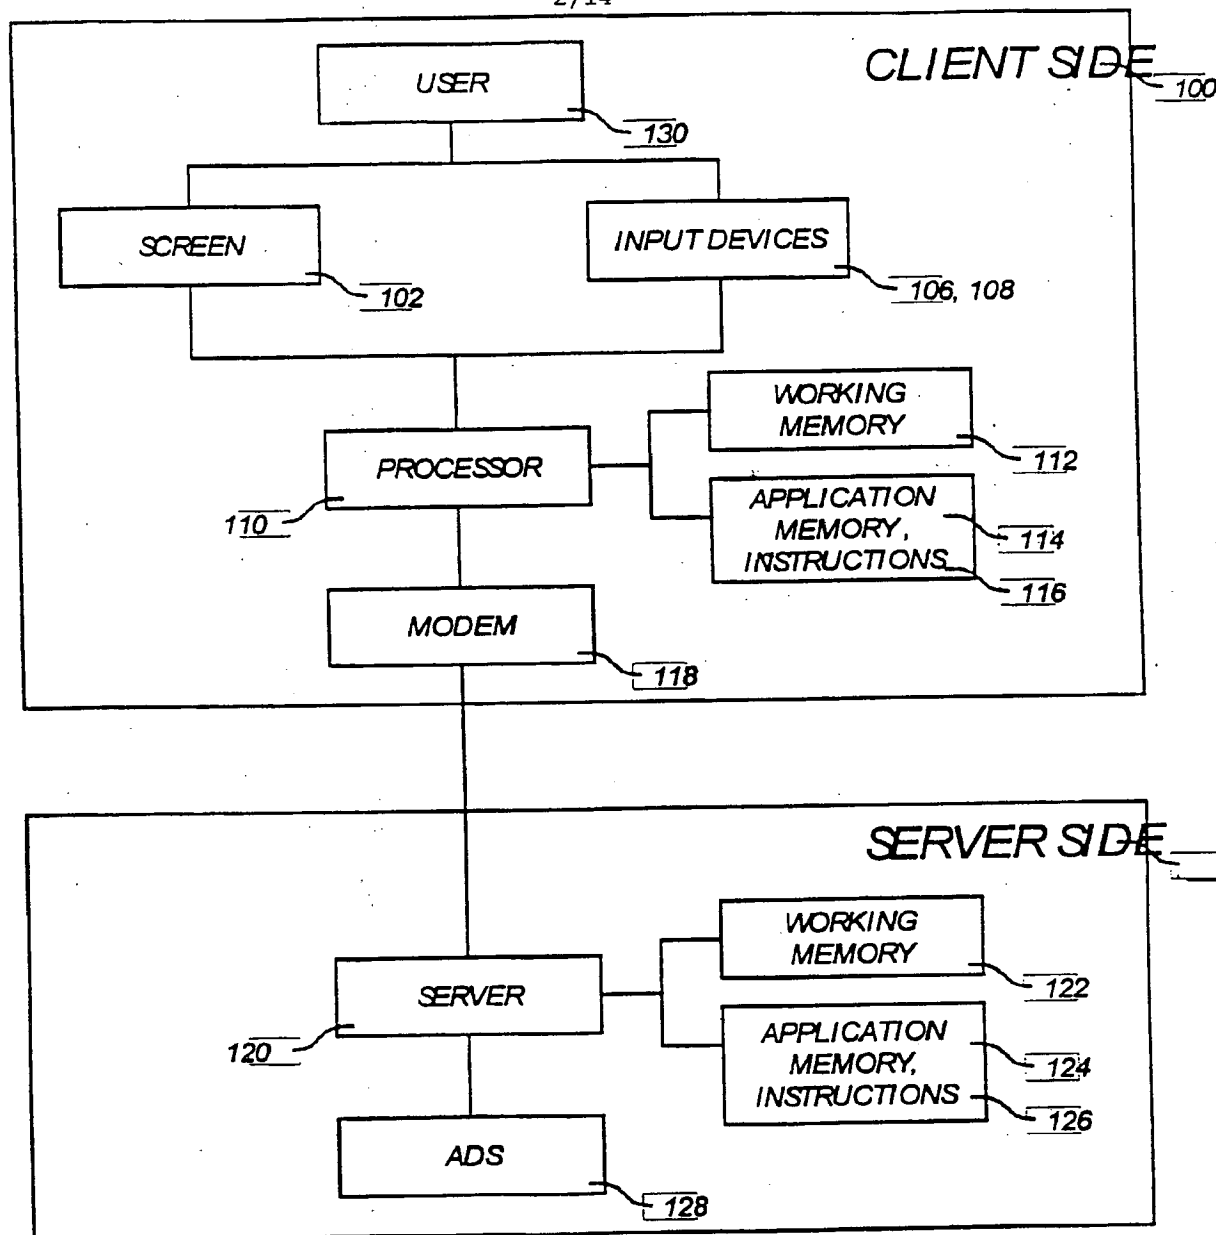 2/14
CLIENT SIDE
100
USER
130
SCREEN
102
INPUT DEVICES
106, 108
WORKING
MEMORY
112
PROCESSOR
110
APPLICATION
MEMORY,
INSTRUCTIONS
114
116
MODEM
118
SERVER SIDE
WORKING
MEMORY
122
SERVER
120
APPLICATION
MEMORY,
INSTRUCTIONS
124
126
ADS
128